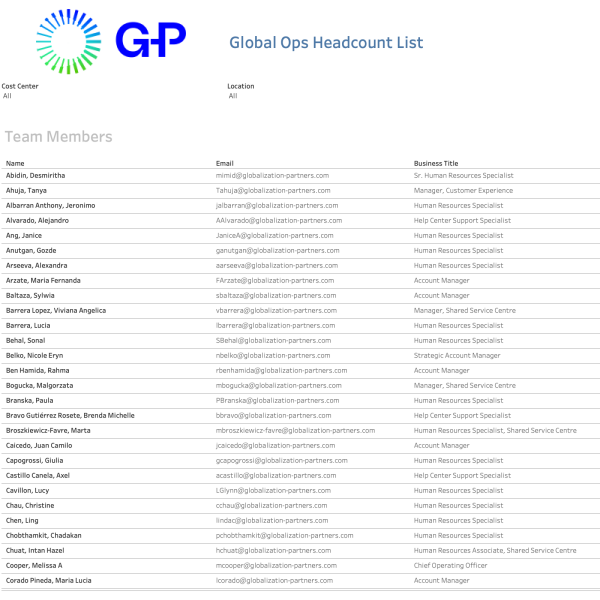 G-P
Global Ops Headcount List
Cost Center Location
All All
Team Members
Name Email Business Title
Abidin, Desmiritha mimid@globalization-partners.com Sr. Human Resources Specialist
Ahuja, Tanya Tahuja@globalization-partners.com Manager, Customer Experience
Albarran Anthony, Jeronimo jalbarran@globalization-partners.com Human Resources Specialist
Alvarado, Alejandro AAlvarado@globalization-partners.com Help Center Support Specialist
Ang, Janice JaniceA@globalization-partners.com Human Resources Specialist
Anutgan, Gozde ganutgan@globalization-partners.com Human Resources Specialist
Arseeva, Alexandra aarseeva@globalization-partners.com Human Resources Specialist
Arzate, Maria Fernanda FArzate@globalization-partners.com Account Manager
Baltaza, Sylwia sbaltaza@globalization-partners.com Account Manager
Barrera Lopez, Viviana Angelica vbarrera@globalization-partners.com Manager, Shared Service Centre
Barrera, Lucia lbarrera@globalization-partners.com Human Resources Specialist
Behal, Sonal SBehal@globalization-partners.com Human Resources Specialist
Belko, Nicole Eryn nbelko@globalization-partners.com Strategic Account Manager
Ben Hamida, Rahma rbenhamida@globalization-partners.com Account Manager
Bogucka, Malgorzata mbogucka@globalization-partners.com Manager, Shared Service Centre
Branska, Paula PBranska@globalization-partners.com Human Resources Specialist
Bravo Gutiérrez Rosete, Brenda Michelle bbravo@globalization-partners.com Help Center Support Specialist
Broszkiewicz-Favre, Marta mbroszkiewicz-favre@globalization-partners.com Human Resources Specialist, Shared Service Centre
Caicedo, Juan Camilo jcaicedo@globalization-partners.com Account Manager
Capogrossi, Giulia gcapogrossi@globalization-partners.com Human Resources Specialist
Castillo Canela, Axel acastillo@globalization-partners.com Help Center Support Specialist
Cavillon, Lucy LGlynn@globalization-partners.com Human Resources Specialist
Chau, Christine cchau@globalization-partners.com Human Resources Specialist
Chen, Ling lindac@globalization-partners.com Human Resources Specialist
Chobthamkit, Chadakan pchobthamkit@globalization-partners.com Human Resources Specialist
Chuat, Intan Hazel hchuat@globalization-partners.com Human Resources Associate, Shared Service Centre
Cooper, Melissa A mcooper@globalization-partners.com Chief Operating Officer
Corado Pineda, Maria Lucia lcorado@globalization-partners.com Account Manager